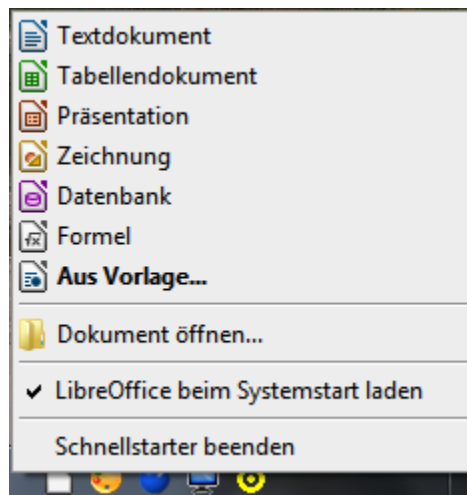 Textdokument
Tabellendokument
Präsentation
Zeichnung
Datenbank
Formel
Aus Vorlage...
Dokument öffnen...
LibreOffice beim Systemstart laden
Schnellstarter beenden